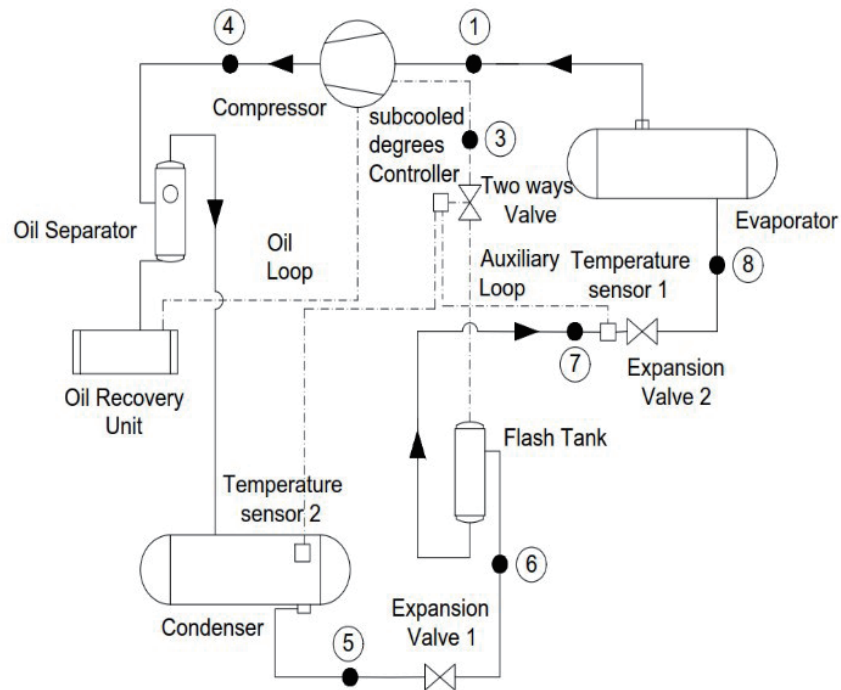 4
1
Compressor
subcooled
degrees
Controller
3
Two ways
Valve
Evaporator
Oil Separator
Oil
Loop
Auxiliary
Loop
Temperature
sensor 1
8
7
Expansion
Valve 2
Oil Recovery
Unit
Flash Tank
Temperature
sensor 2
6
Condenser
Expansion
Valve 1
5